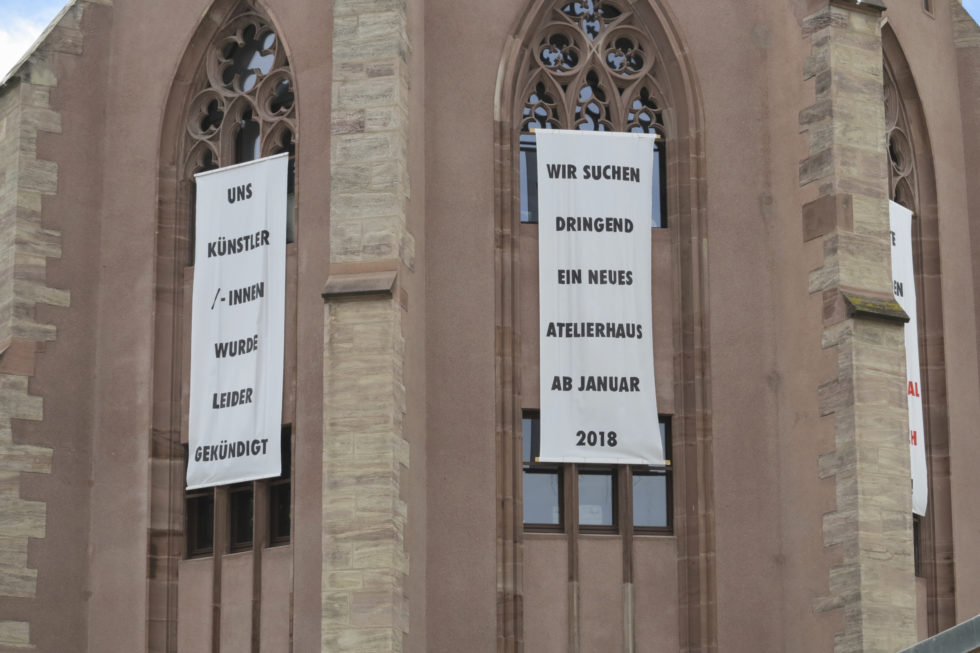 UNS
KÜNSTLER
/-INNEN
WURDE
LEIDER
GEKÜNDIGT
WIR SUCHEN
DRINGEND
EIN NEUES
ATELIERHAUS
AB JANUAR
2018